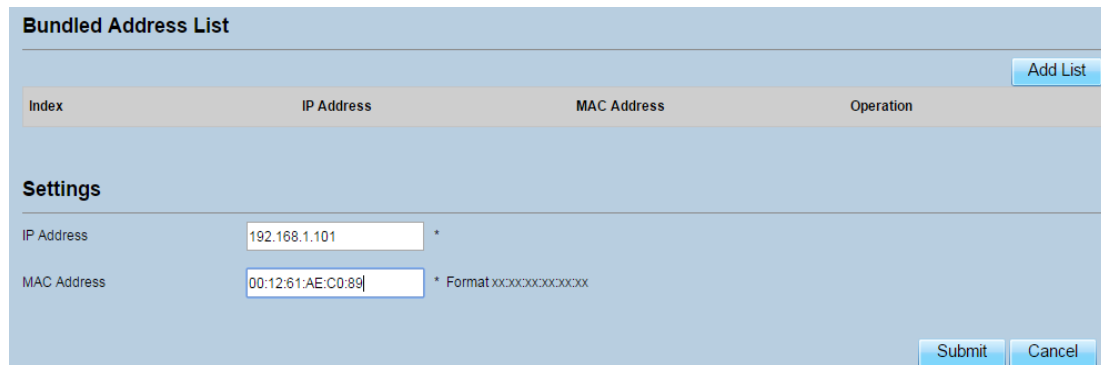 Bundled Address List
Add List
Index IP Address MAC Address Operation
Settings
IP Address 192.168.1.101 *
MAC Address 00:12:61:AE:C0:89 * Format xx:xx:xx:xx:xx:xx
Submit Cancel